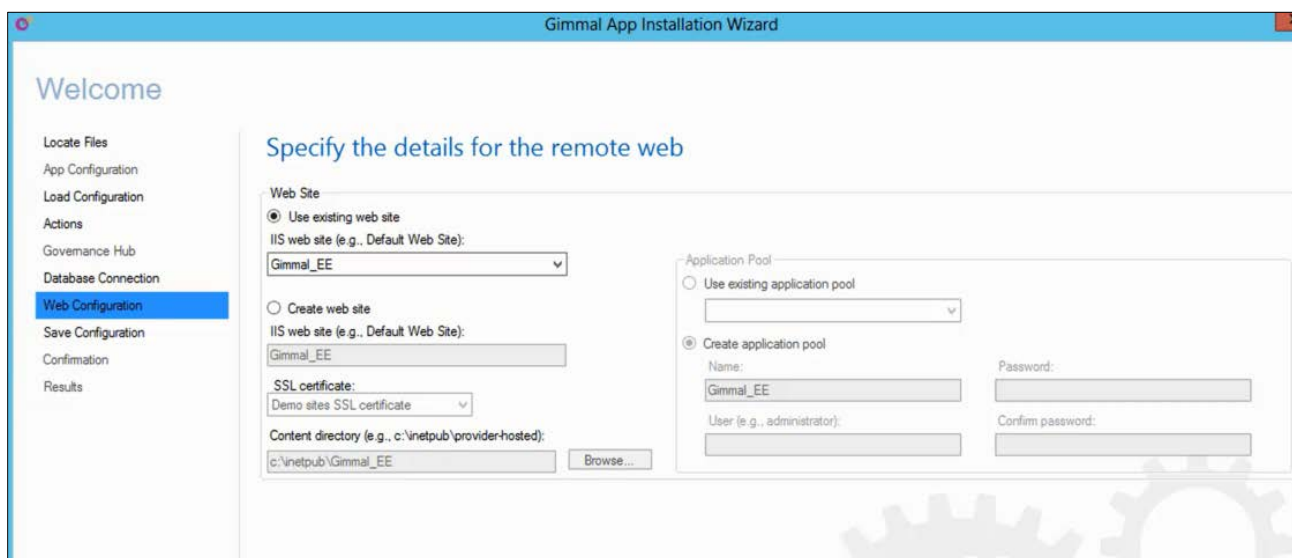 Gimmal App Installation Wizard
Welcome
Locate Files
App Configuration
Load Configuration
Actions
Governance Hub
Database Connection
Web Configuration
Save Configuration
Confirmation
Results
Specify the details for the remote web
Web Site
Use existing web site
IIS web site (e.g., Default Web Site):
Gimmal_EE
Create web site
IIS web site (e.g., Default Web Site):
Gimmal_EE
SSL certificate:
Demo sites SSL certificate
Content directory (e.g., c:\inetpub\provider-hosted):
c:\inetpub\Gimmal_EE
Browse...
Application Pool
Use existing application pool
Create application pool
Name:
Password:
Gimmal_EE
User (e.g., administrator):
Confirm password: